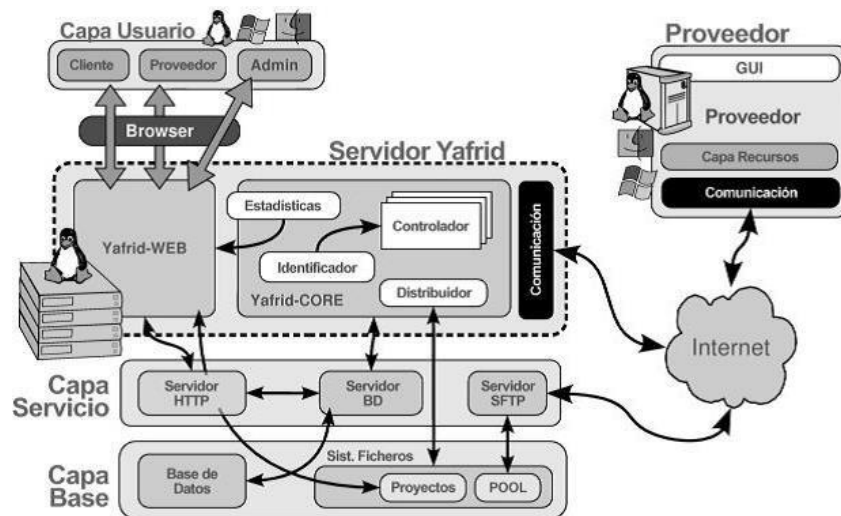 Capa Usuario
Cliente
Proveedor
Admin
Browser
Servidor Yafrid
Yafrid-WEB
Estadísticas
Controlador
Identificador
Distribuidor
Yafrid-CORE
Comunicación
Proveedor
GUI
Proveedor
Capa Recursos
Comunicación
Internet
Capa
Servicio
Servidor
HTTP
Servidor
BD
Servidor
SFTP
Capa
Base
Base de
Datos
Sist. Ficheros
Proyectos
POOL